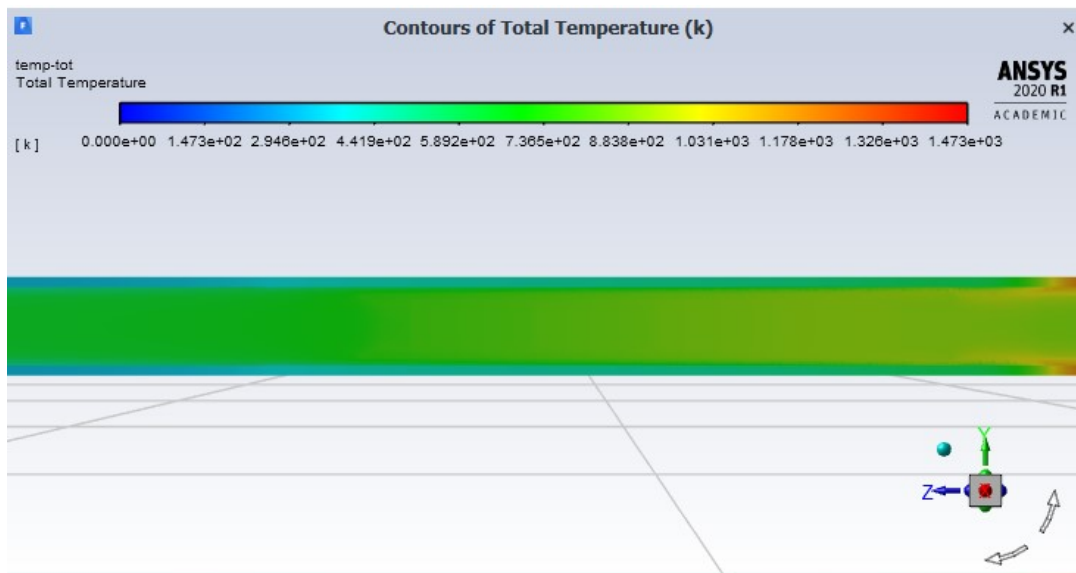 Contours of Total Temperature (k)
temp-tot
Total Temperature
ANSYS
2020 R1
ACADEMIC
[ k ] 0.000e+00 1.473e+02 2.946e+02 4.419e+02 5.892e+02 7.365e+02 8.838e+02 1.031e+03 1.178e+03 1.326e+03 1.473e+03
Y
Z